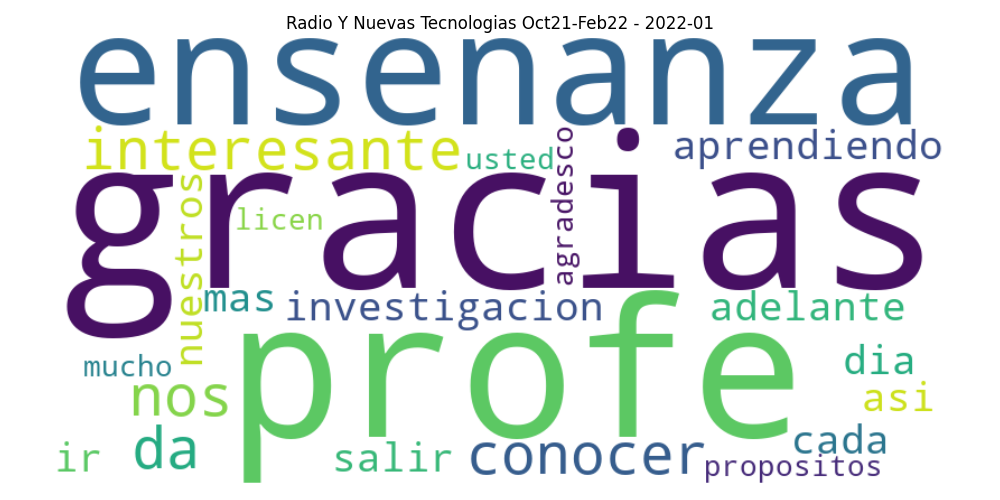 Radio Y Nuevas Tecnologias Oct21-Feb22 - 2022-01
ensenanza
interesante
usted
agradesco
aprendiendo
gracias
nuestros
licen
mas
investigacion
adelante
profe
mucho
dia
nos
asi
da
cada
ir
salir
conocer
propositos